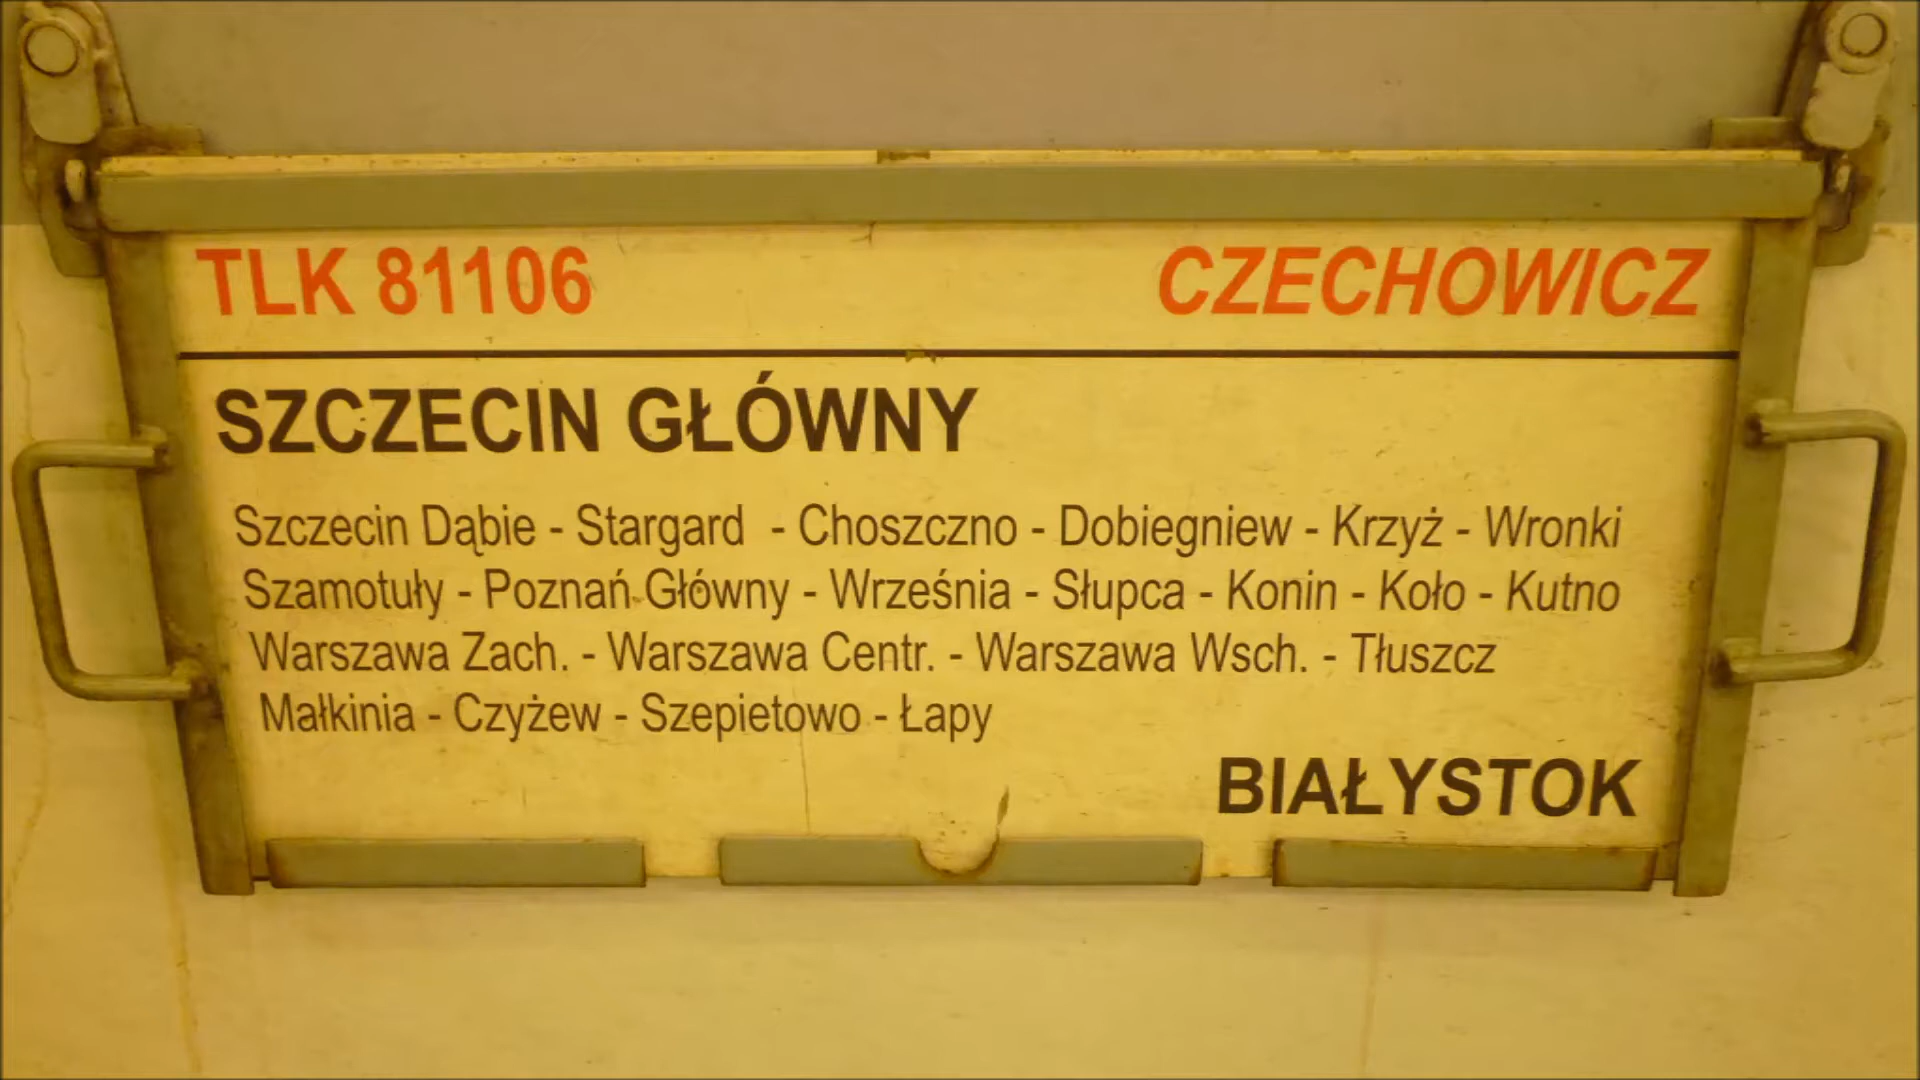 TLK 81106 CZECHOWICZ
SZCZECIN GŁÓWNY
Szczecin Dąbie - Stargard - Choszczno - Dobiegniew - Krzyż - Wronki
Szamotuły - Poznań Główny - Września - Słupca - Konin - Koło - Kutno
Warszawa Zach. - Warszawa Centr. - Warszawa Wsch. - Tłuszcz
Małkinia - Czyżew - Szepietowo - Łapy
BIAŁYSTOK